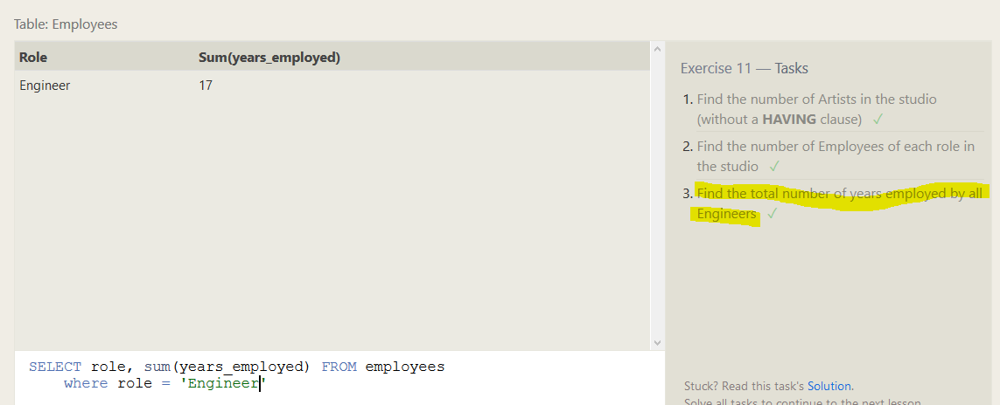 Table: Employees
Role Sum(years_employed)
Engineer 17
SELECT role, sum(years_employed) FROM employees
where role = 'Engineer'
Exercise 11 — Tasks
1. Find the number of Artists in the studio
(without a HAVING clause) ✓
2. Find the number of Employees of each role in
the studio ✓
3. Find the total number of years employed by all
Engineers ✓
Stuck? Read this task's Solution.
Solve all tasks to continue to the next lesson.